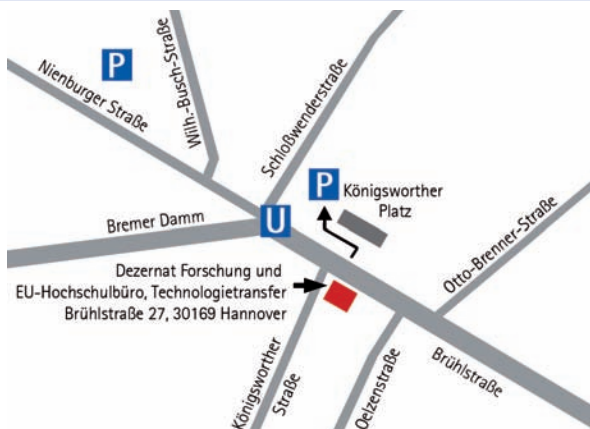 P
Nienburger Straße
Wilh.-Busch-Straße
Schloßwenderstraße
P
Königsworther
Platz
U
Bremer Damm
Otto-Brenner-Straße
Dezernat Forschung und
EU-Hochschulbüro, Technologietransfer
Brühlstraße 27, 30169 Hannover
Königsworther
Straße
Oelzenstraße
Brühlstraße